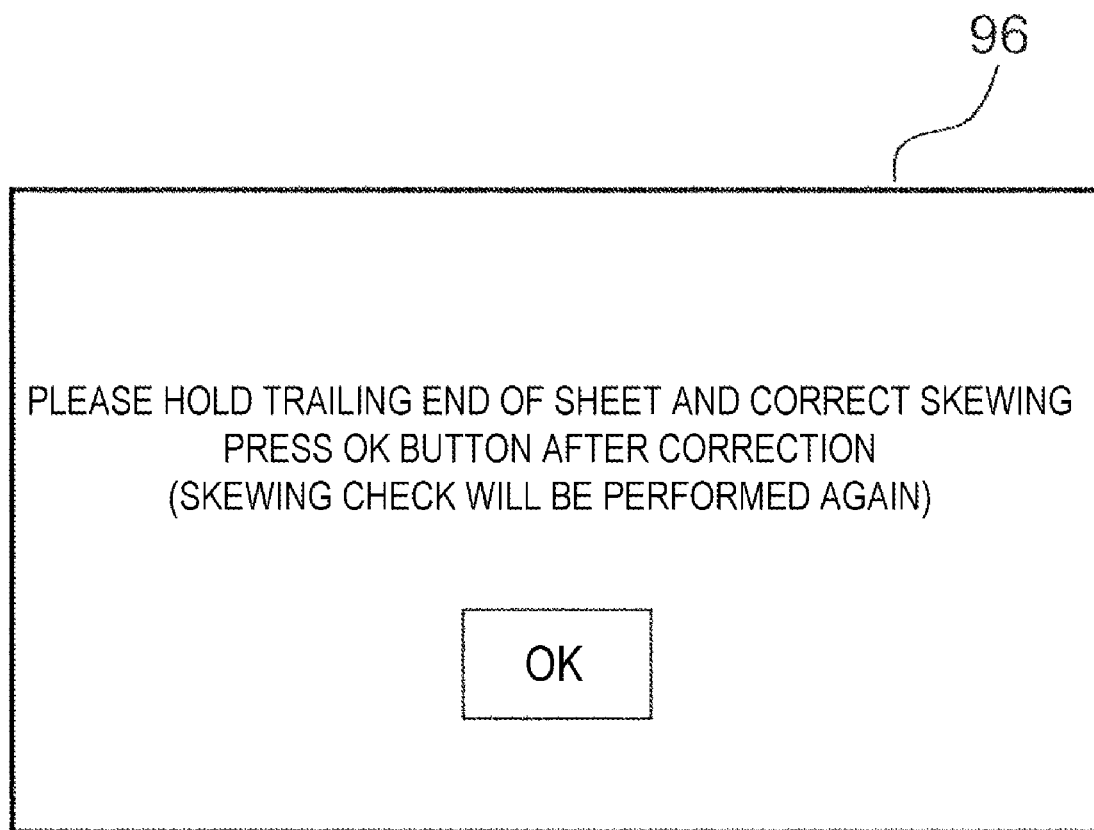 96
PLEASE HOLD TRAILING END OF SHEET AND CORRECT SKEWING
PRESS OK BUTTON AFTER CORRECTION
(SKEWING CHECK WILL BE PERFORMED AGAIN)
OK